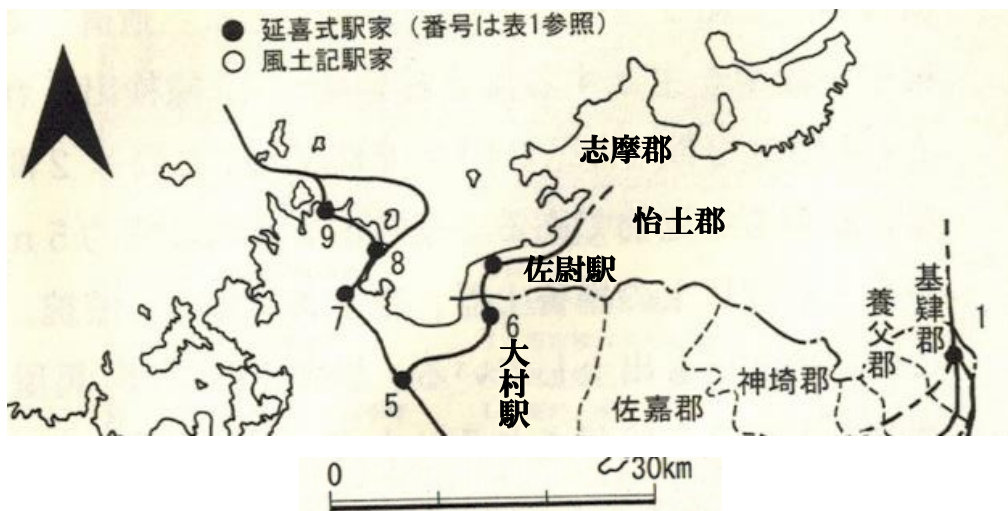 延喜式駅家（番号は表1参照）
風土記駅家
志摩郡
怡土郡
佐尉駅
9
8
7
6
5
1
大村駅
佐嘉郡
神埼郡
養父郡
基肄郡
0
30km